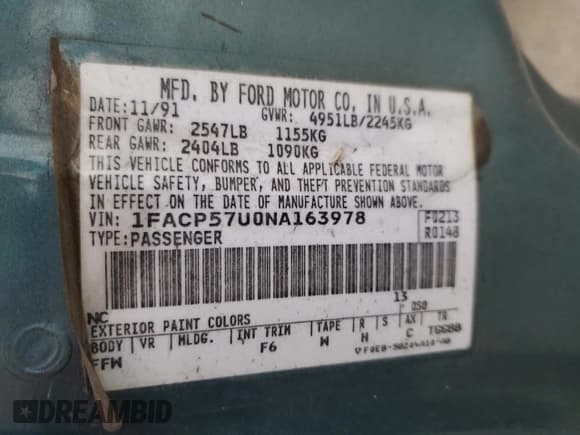 MFD. BY FORD MOTOR CO. IN U.S.A.
DATE: 11/91 GVWR: 4951LB/2245KG
FRONT GAWR: 2547LB 1155KG
REAR GAWR: 2404LB 1090KG
THIS VEHICLE CONFORMS TO ALL APPLICABLE FEDERAL MOTOR
VEHICLE SAFETY, BUMPER, AND THEFT PREVENTION STANDARDS
IN EFFECT ON THE DATE OF MANUFACTURE SHOWN ABOVE.
VIN: 1FACP57U0NA163978 F0213
TYPE: PASSENGER R0148
NC 13
EXTERIOR PAINT COLORS DSO
BODY VR MLDG. INT TRIM TAPE R S AX TR
FFW F6 W H C T6GB8
DREAMBID